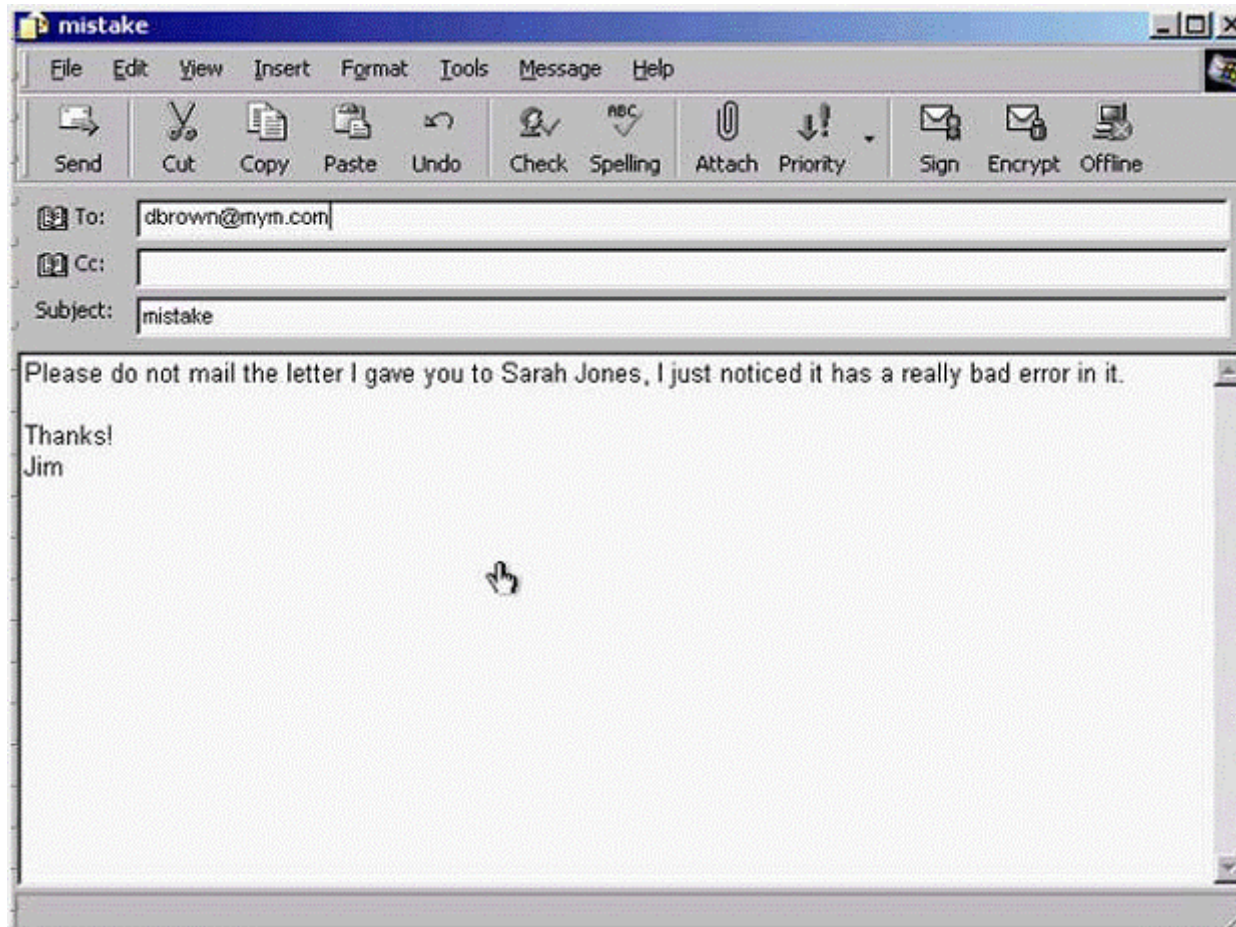 mistake
File Edit View Insert Format Tools Message Help
ABC
Send Cut Copy Paste Undo Check Spelling Attach Priority Sign Encrypt Offline
To: dbrown@mym.com
Cc:
Subject: mistake
Please do not mail the letter I gave you to Sarah Jones, I just noticed it has a really bad error in it.
Thanks!
Jim